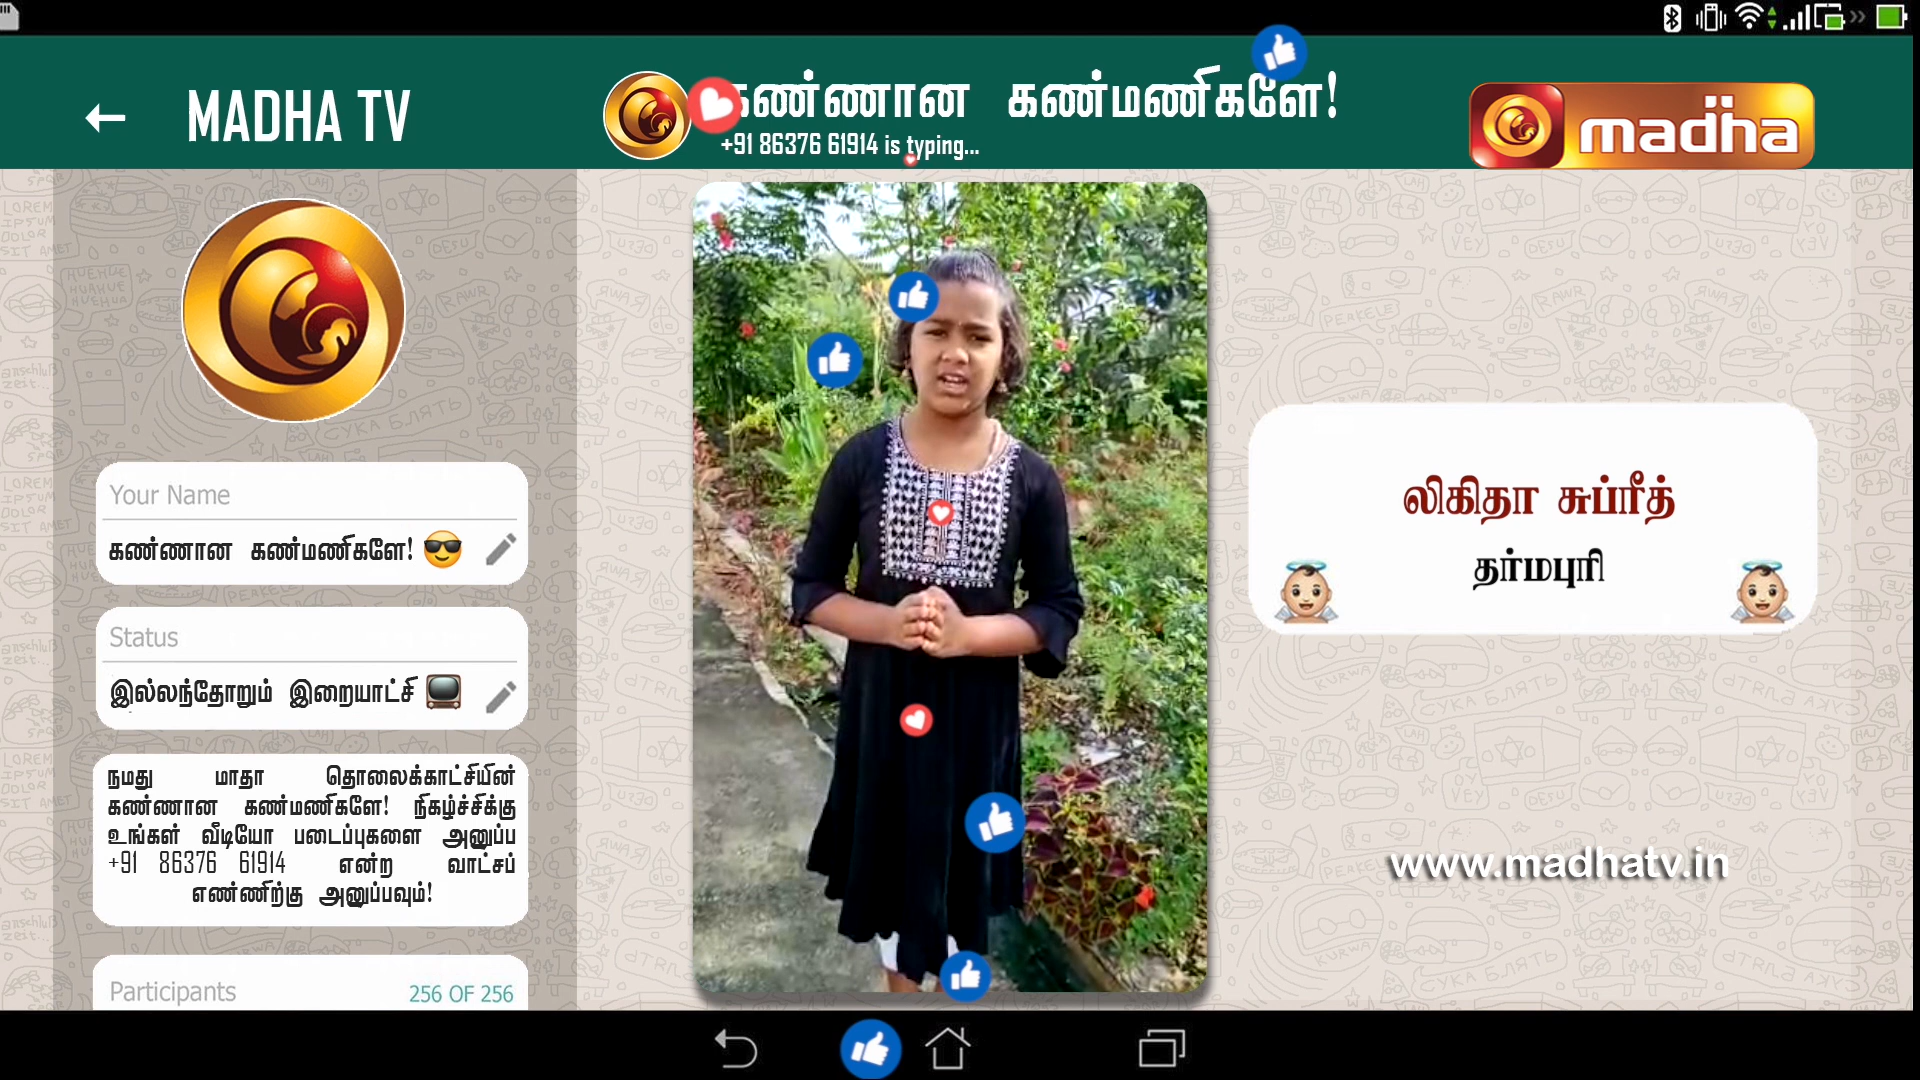 MADHA TV
கண்ணான கண்மணிகளே!
+91 86376 61914 is typing...
madha
Your Name
கண்ணான கண்மணிகளே!
Status
இல்லந்தோறும் இறையாட்சி
நமது மாதா தொலைக்காட்சியின்
கண்ணான கண்மணிகளே! நிகழ்ச்சிக்கு
உங்கள் வீடியோ படைப்புகளை அனுப்ப
+91 86376 61914 என்ற வாட்சப்
எண்ணிற்கு அனுப்பவும்!
Participants 256 OF 256
லிகிதா சுப்ரீத்
தர்மபுரி
www.madhatv.in